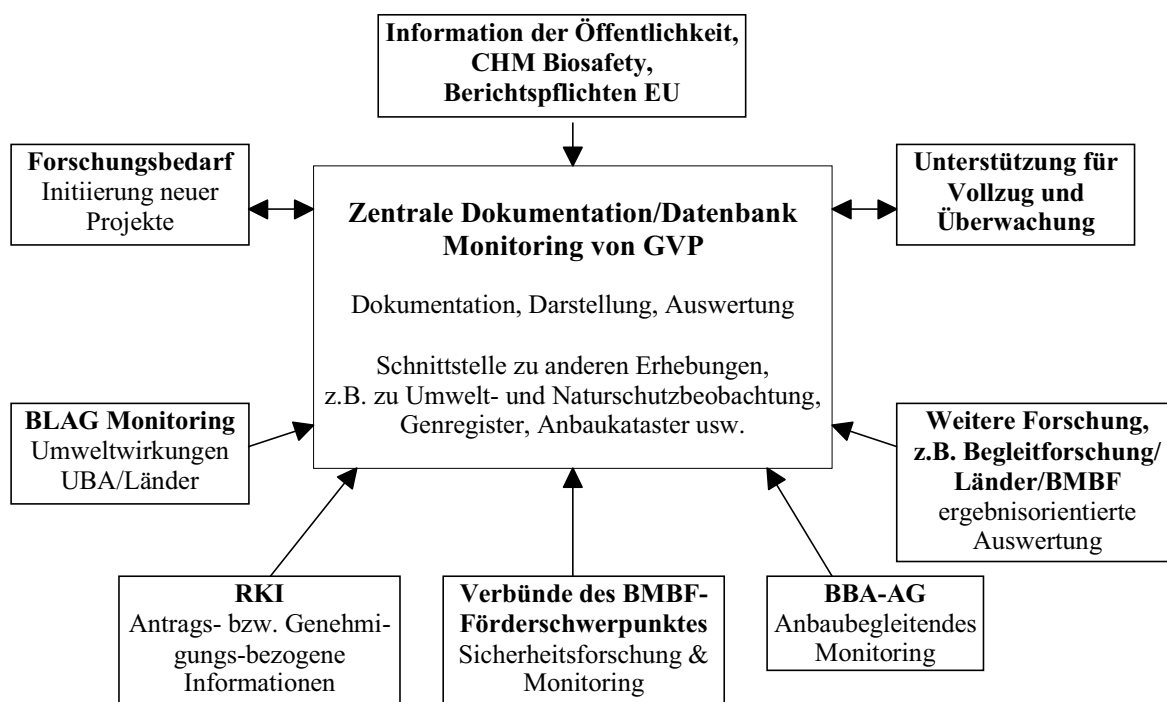 Information der Öffentlichkeit,
CHM Biosafety,
Berichtspflichten EU
Forschungsbedarf
Initiierung neuer
Projekte
Zentrale Dokumentation/Datenbank
Monitoring von GVP
Dokumentation, Darstellung, Auswertung
Schnittstelle zu anderen Erhebungen,
z.B. zu Umwelt- und Naturschutzbeobachtung,
Genregister, Anbaukataster usw.
Unterstützung für
Vollzug und
Überwachung
BLAG Monitoring
Umweltwirkungen
UBA/Länder
Weitere Forschung,
z.B. Begleitforschung/
Länder/BMBF
ergebnisorientierte
Auswertung
RKI
Antrags- bzw. Genehmi-
gungs-bezogene
Informationen
Verbünde des BMBF-
Förderschwerpunktes
Sicherheitsforschung &
Monitoring
BBA-AG
Anbaubegleitendes
Monitoring